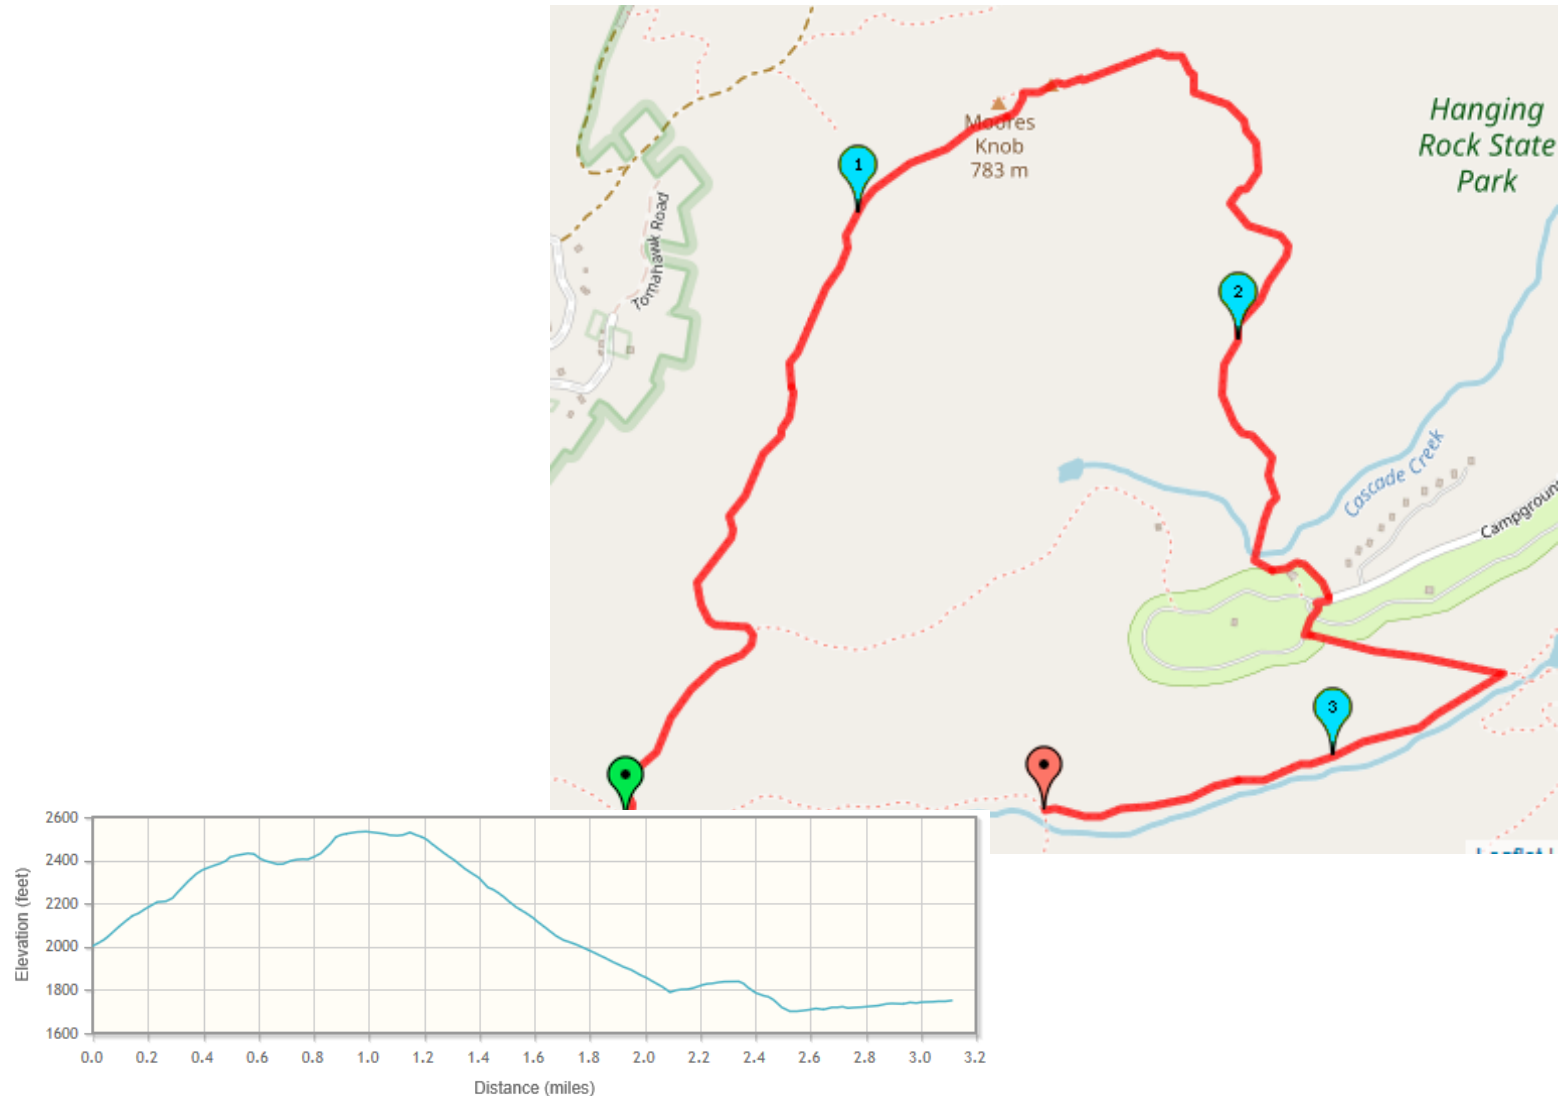 Hanging
Rock State
Park
Moores
Knob
783 m
1
Tomahawk Road
2
Cascade Creek
Campground
3
2600
2400
2200
2000
1800
1600
Elevation (feet)
0.0 0.2 0.4 0.6 0.8 1.0 1.2 1.4 1.6 1.8 2.0 2.2 2.4 2.6 2.8 3.0 3.2
Distance (miles)